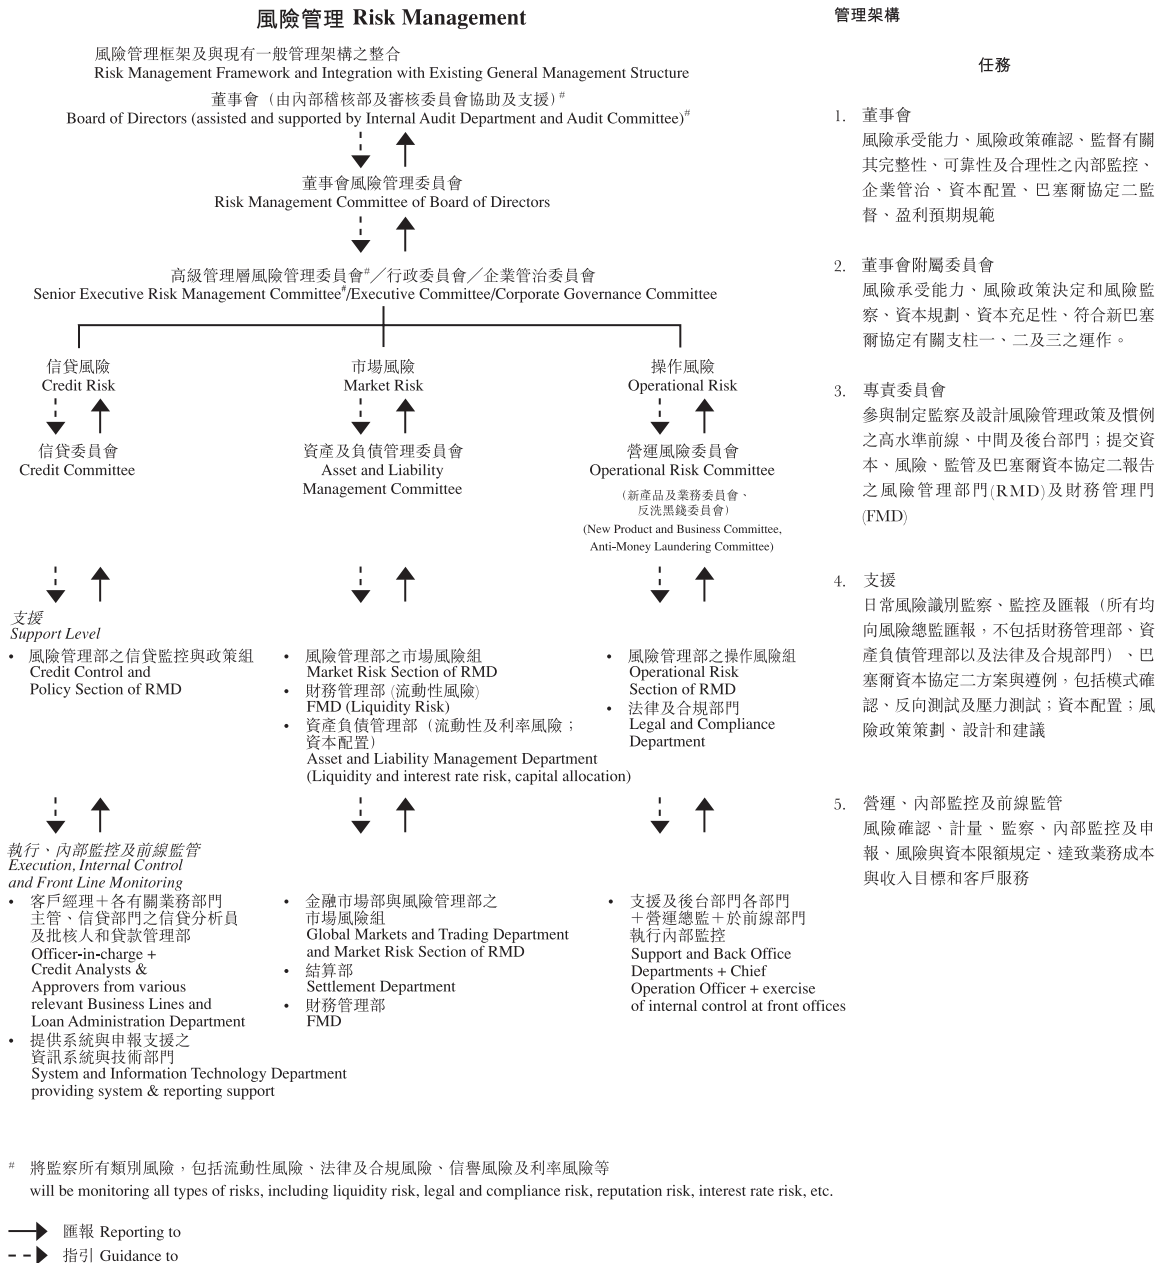 風險管理 Risk Management
風險管理框架及與現有一般管理架構之整合
Risk Management Framework and Integration with Existing General Management Structure
董事會（由內部稽核部及審核委員會協助及支援）#
Board of Directors (assisted and supported by Internal Audit Department and Audit Committee)#
董事會風險管理委員會
Risk Management Committee of Board of Directors
高級管理層風險管理委員會#／行政委員會／企業管治委員會
Senior Executive Risk Management Committee#/Executive Committee/Corporate Governance Committee
信貸風險
Credit Risk
市場風險
Market Risk
操作風險
Operational Risk
信貸委員會
Credit Committee
資產及負債管理委員會
Asset and Liability
Management Committee
營運風險委員會
Operational Risk Committee
（新產品及業務委員會、
反洗黑錢委員會）
(New Product and Business Committee,
Anti-Money Laundering Committee)
支援
Support Level
• 風險管理部之信貸監控與政策組
Credit Control and
Policy Section of RMD
• 風險管理部之市場風險組
Market Risk Section of RMD
• 財務管理部 (流動性風險)
FMD (Liquidity Risk)
• 資產負債管理部（流動性及利率風險；
資本配置）
Asset and Liability Management Department
(Liquidity and interest rate risk, capital allocation)
• 風險管理部之操作風險組
Operational Risk
Section of RMD
• 法律及合規部門
Legal and Compliance
Department
執行、內部監控及前線監管
Execution, Internal Control
and Front Line Monitoring
• 客戶經理＋各有關業務部門
主管、信貸部門之信貸分析員
及批核人和貸款管理部
Officer-in-charge +
Credit Analysts &
Approvers from various
relevant Business Lines and
Loan Administration Department
• 提供系統與申報支援之
資訊系統與技術部門
System and Information Technology Department
providing system & reporting support
• 金融市場部與風險管理部之
市場風險組
Global Markets and Trading Department
and Market Risk Section of RMD
• 結算部
Settlement Department
• 財務管理部
FMD
• 支援及後台部門各部門
＋營運總監＋於前線部門
執行內部監控
Support and Back Office
Departments + Chief
Operation Officer + exercise
of internal control at front offices
# 將監察所有類別風險，包括流動性風險、法律及合規風險、信譽風險及利率風險等
will be monitoring all types of risks, including liquidity risk, legal and compliance risk, reputation risk, interest rate risk, etc.
匯報 Reporting to
指引 Guidance to
管理架構
任務
1. 董事會
風險承受能力、風險政策確認、監督有關
其完整性、可靠性及合理性之內部監控、
企業管治、資本配置、巴塞爾協定二監
督、盈利預期規範
2. 董事會附屬委員會
風險承受能力、風險政策決定和風險監
察、資本規劃、資本充足性、符合新巴塞
爾協定有關支柱一、二及三之運作。
3. 專責委員會
參與制定監察及設計風險管理政策及慣例
之高水準前線、中間及後台部門；提交資
本、風險、監管及巴塞爾資本協定二報告
之風險管理部門(RMD)及財務管理門
(FMD)
4. 支援
日常風險識別監察、監控及匯報（所有均
向風險總監匯報，不包括財務管理部、資
產負債管理部以及法律及合規部門）、巴
塞爾資本協定二方案與遵例，包括模式確
認、反向測試及壓力測試；資本配置；風
險政策策劃、設計和建議
5. 營運、內部監控及前線監管
風險確認、計量、監察、內部監控及申
報、風險與資本限額規定、達致業務成本
與收入目標和客戶服務